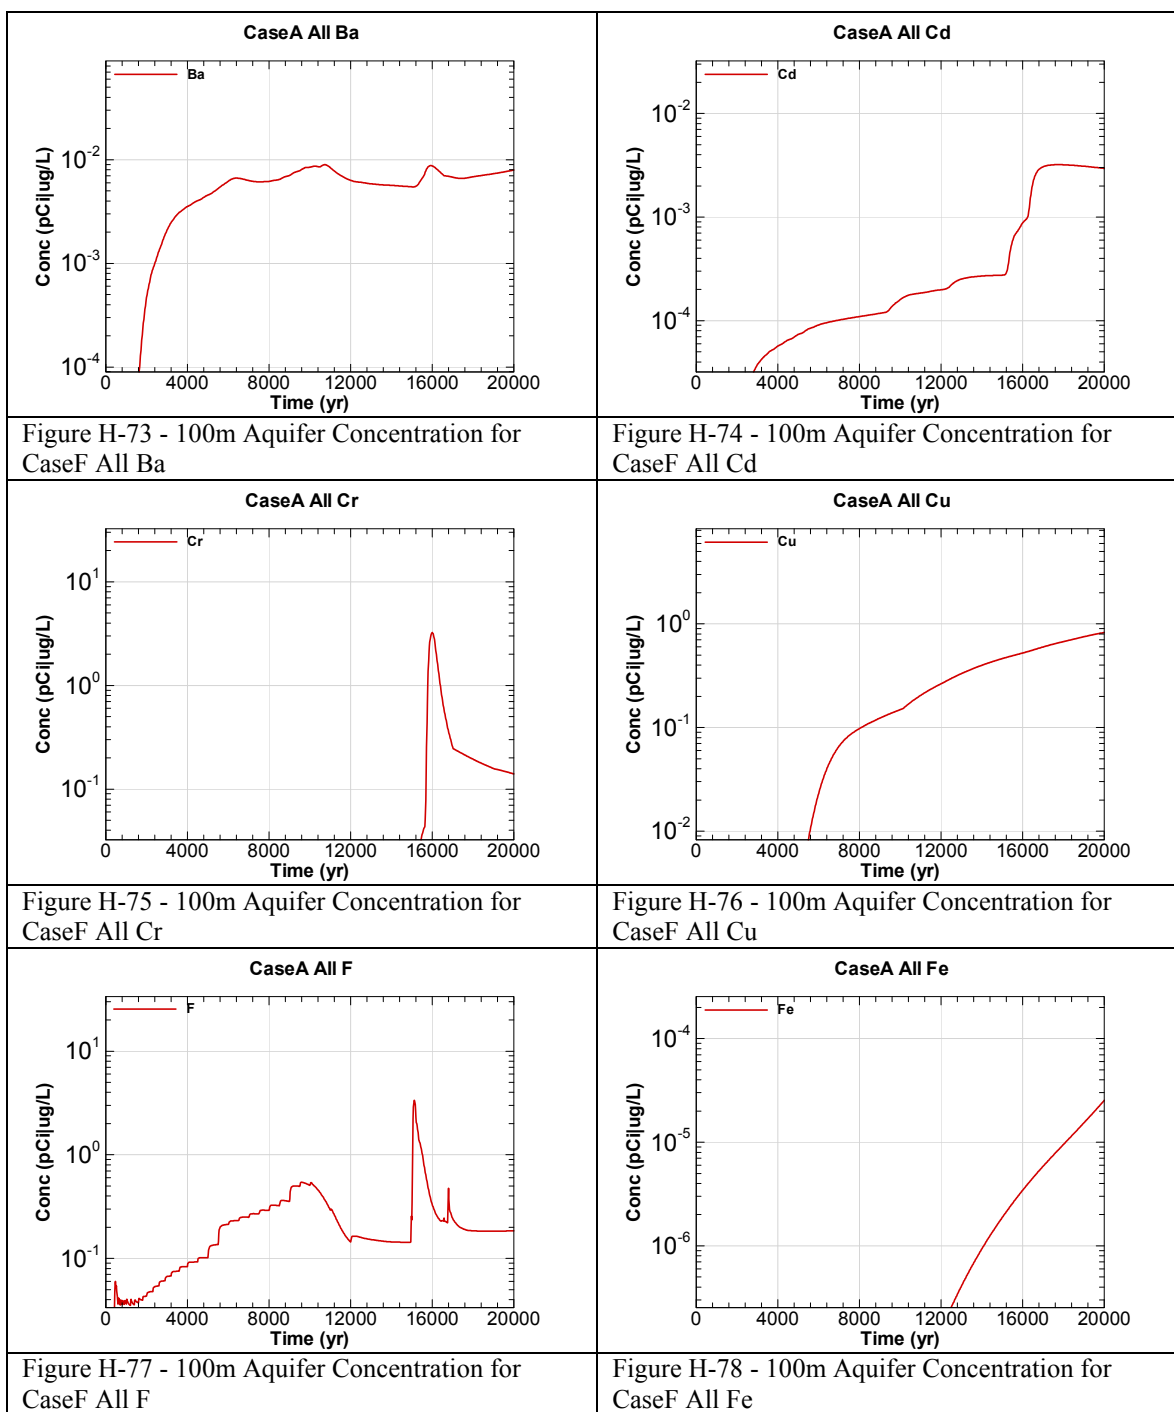 CaseA All Ba
Ba
Conc (pCi|ug/L)
10-2
10-3
10-4
0 4000 8000 12000 16000 20000
Time (yr)
Figure H-73 - 100m Aquifer Concentration for
CaseF All Ba
CaseA All Cd
Cd
Conc (pCi|ug/L)
10-2
10-3
10-4
0 4000 8000 12000 16000 20000
Time (yr)
Figure H-74 - 100m Aquifer Concentration for
CaseF All Cd
CaseA All Cr
Cr
Conc (pCi|ug/L)
101
100
10-1
0 4000 8000 12000 16000 20000
Time (yr)
Figure H-75 - 100m Aquifer Concentration for
CaseF All Cr
CaseA All Cu
Cu
Conc (pCi|ug/L)
100
10-1
10-2
0 4000 8000 12000 16000 20000
Time (yr)
Figure H-76 - 100m Aquifer Concentration for
CaseF All Cu
CaseA All F
F
Conc (pCi|ug/L)
101
100
10-1
0 4000 8000 12000 16000 20000
Time (yr)
Figure H-77 - 100m Aquifer Concentration for
CaseF All F
CaseA All Fe
Fe
Conc (pCi|ug/L)
10-4
10-5
10-6
0 4000 8000 12000 16000 20000
Time (yr)
Figure H-78 - 100m Aquifer Concentration for
CaseF All Fe